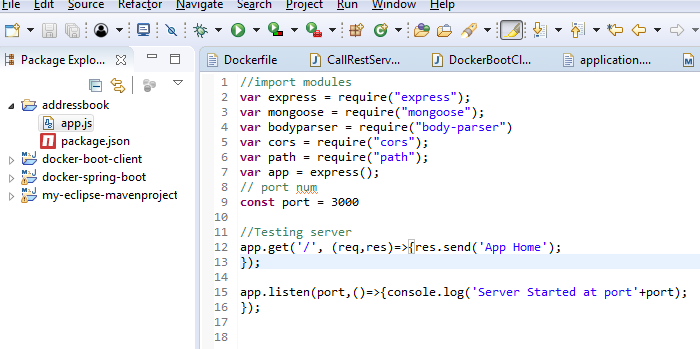 File Edit Source Refactor Navigate Search Project Run Window Help
Package Explo...
Dockerfile CallRestServ... DockerBootCl... application....
addressbook
app.js
package.json
docker-boot-client
docker-spring-boot
my-eclipse-mavenproject
1 //import modules
2 var express = require("express");
3 var mongoose = require("mongoose");
4 var bodyparser = require("body-parser")
5 var cors = require("cors");
6 var path = require("path");
7 var app = express();
8 // port num
9 const port = 3000
10
11 //Testing server
12 app.get('/', (req,res)=>{res.send('App Home');
13 });
14
15 app.listen(port,()=>{console.log('Server Started at port'+port);
16 });
17
18